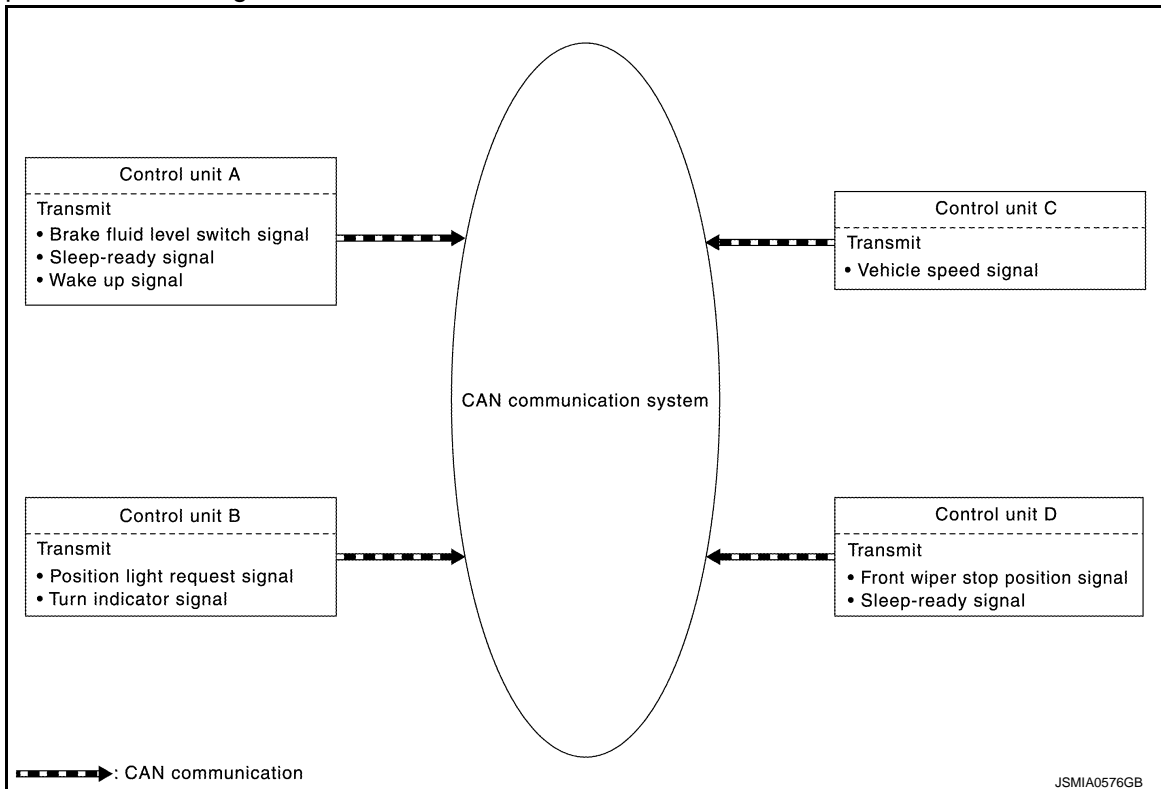 Control unit A
Transmit
• Brake fluid level switch signal
• Sleep-ready signal
• Wake up signal
Control unit C
Transmit
• Vehicle speed signal
CAN communication system
Control unit B
Transmit
• Position light request signal
• Turn indicator signal
Control unit D
Transmit
• Front wiper stop position signal
• Sleep-ready signal
: CAN communication
JSMIA0576GB